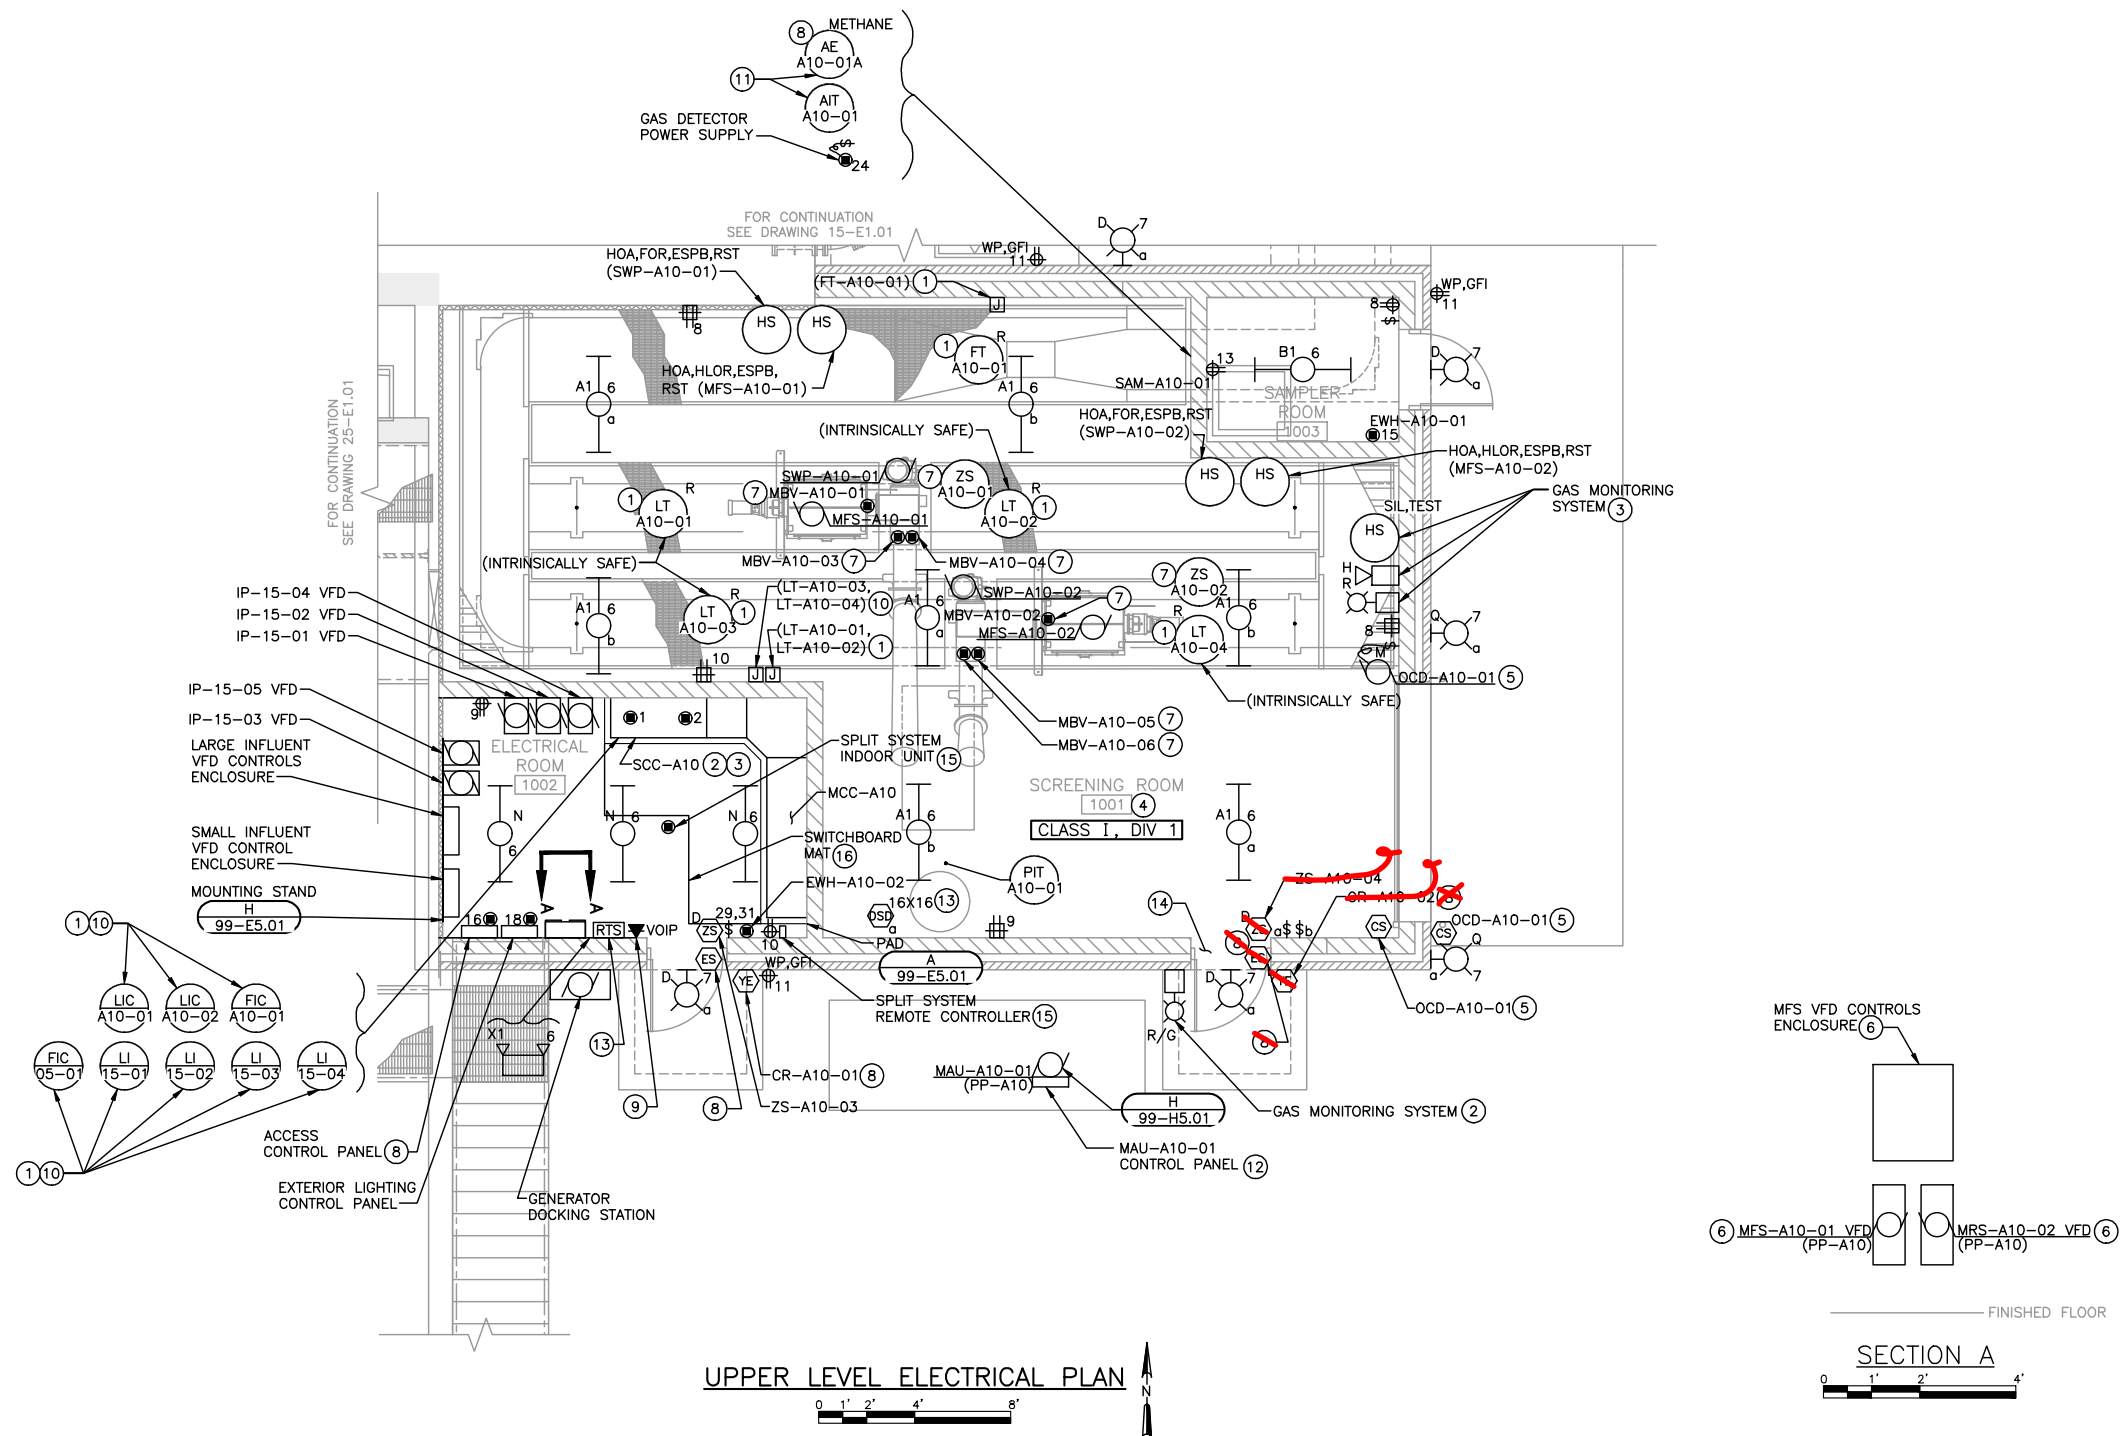 8 METHANE
AE
A10-01A
11
AIT
A10-01
GAS DETECTOR
POWER SUPPLY
S
24
FOR CONTINUATION
SEE DRAWING 15-E1.01
D 7
a
HOA,FOR,ESPB,RST
(SWP-A10-01)
WP,GFI
11
(FT-A10-01) 1
J
WP,GFI
11
8
S
8
HS
HS
R
1
FT
A10-01
HOA,HLOR,ESPB,
RST (MFS-A10-01)
A1 6
a
A1 6
b
13
SAM-A10-01
B1 6
SAMPLER
ROOM
1003
D 7
a
FOR CONTINUATION
SEE DRAWING 25-E1.01
HOA,FOR,ESPB,RST
(SWP-A10-02)
EWH-A10-01
15
(INTRINSICALLY SAFE)
HOA,HLOR,ESPB,RST
(MFS-A10-02)
HS
HS
SWP-A10-01
7
ZS
A10-01
GAS MONITORING
SYSTEM 3
1
R
LT
A10-01
7
MBV-A10-01
MFS-A10-01
R
LT
A10-02
1
SIL,TEST
HS
(INTRINSICALLY SAFE)
MBV-A10-03 7
MBV-A10-04 7
H
R
7
ZS
A10-02
IP-15-04 VFD
IP-15-02 VFD
IP-15-01 VFD
A1 6
b
R
LT
A10-03
1
(LT-A10-03,
LT-A10-04) 10
(LT-A10-01,
LT-A10-02) 1
A1 6
a
SWP-A10-02
MBV-A10-02
7
MFS-A10-02
1
R
LT
A10-04
A1 6
b
8
S
Q 7
a
M
OCD-A10-01 5
10
J J
(INTRINSICALLY SAFE)
IP-15-05 VFD
IP-15-03 VFD
9
1
2
MBV-A10-05 7
MBV-A10-06 7
LARGE INFLUENT
VFD CONTROLS
ENCLOSURE
ELECTRICAL
ROOM
1002
SCC-A10 2 3
SPLIT SYSTEM
INDOOR UNIT 15
MCC-A10
SCREENING ROOM
1001 4
CLASS I, DIV 1
SMALL INFLUENT
VFD CONTROL
ENCLOSURE
N
6
N 6
N 6
SWITCHBOARD
MAT 16
A1 6
b
A1 6
a
PIT
A10-01
EWH-A10-02
ZS-A10-04
CR-A10-02 8
MOUNTING STAND
H
99-E5.01
A A
16X16 13
DSD
a
14
1 10
16
18
RTS
VOIP
D
ZS
$
29,31
10
PAD
9
D
ZS
a$ $b
CS
CS
OCD-A10-01 5
8
ES
ES
WP,GFI
11
YE
YE
A
99-E5.01
Q
a 7
LIC
A10-01
LIC
A10-02
FIC
A10-01
D 7
a
SPLIT SYSTEM
REMOTE CONTROLLER 15
D 7
a
R/G
8
OCD-A10-01 5
X1 6
13
FIC
05-01
LI
15-01
LI
15-02
LI
15-03
LI
15-04
9
8
CR-A10-01 8
ZS-A10-03
MAU-A10-01
(PP-A10)
H
99-H5.01
GAS MONITORING SYSTEM 2
MFS VFD CONTROLS
ENCLOSURE 6
ACCESS
CONTROL PANEL 8
MAU-A10-01
CONTROL PANEL 12
1 10
EXTERIOR LIGHTING
CONTROL PANEL
GENERATOR
DOCKING STATION
6 MFS-A10-01 VFD
(PP-A10)
MRS-A10-02 VFD 6
(PP-A10)
FINISHED FLOOR
UPPER LEVEL ELECTRICAL PLAN
0 1' 2' 4' 8'
N
SECTION A
0 1' 2' 4'